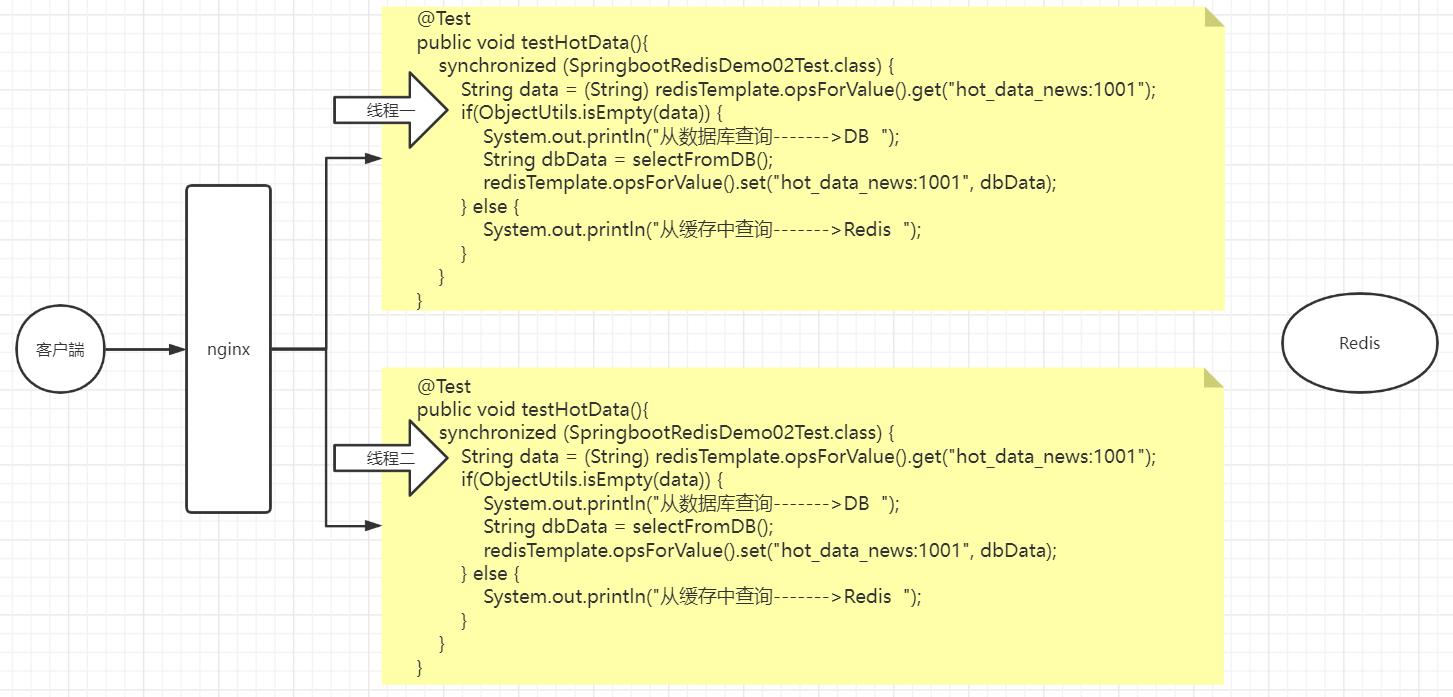 @Test
public void testHotData(){
synchronized (SpringbootRedisDemo02Test.class) {
String data = (String) redisTemplate.opsForValue().get("hot_data_news:1001");
线程一
if(ObjectUtils.isEmpty(data)) {
System.out.println("从数据库查询------->DB  ");
String dbData = selectFromDB();
redisTemplate.opsForValue().set("hot_data_news:1001", dbData);
} else {
System.out.println("从缓存中查询------->Redis  ");
}
}
}
客户端
nginx
Redis
@Test
public void testHotData(){
synchronized (SpringbootRedisDemo02Test.class) {
线程二
String data = (String) redisTemplate.opsForValue().get("hot_data_news:1001");
if(ObjectUtils.isEmpty(data)) {
System.out.println("从数据库查询------->DB  ");
String dbData = selectFromDB();
redisTemplate.opsForValue().set("hot_data_news:1001", dbData);
} else {
System.out.println("从缓存中查询------->Redis  ");
}
}
}